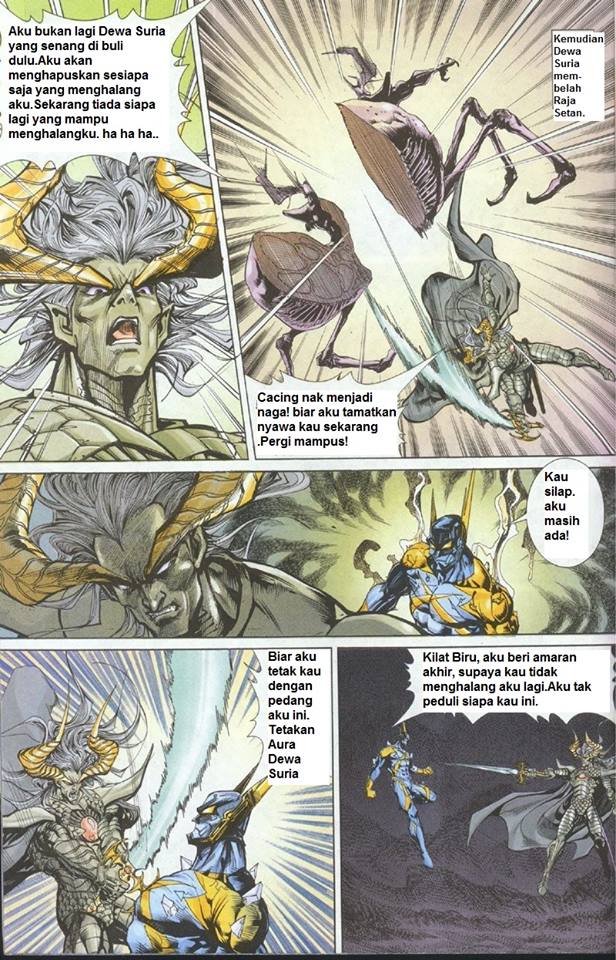 Aku bukan lagi Dewa Suria
yang senang di buli
dulu.Aku akan
menghapuskan sesiapa
saja yang menghalang
aku.Sekarang tiada siapa
lagi yang mampu
menghalangku. ha ha ha..
Kemudian
Dewa
Suria
mem-
belah
Raja
Setan.
Cacing nak menjadi
naga! biar aku tamatkan
nyawa kau sekarang
.Pergi mampus!
Kau
silap.
aku
masih
ada!
Biar aku
tetak kau
dengan
pedang
aku ini.
Tetakan
Aura
Dewa
Suria
Kilat Biru, aku beri amaran
akhir, supaya kau tidak
menghalang aku lagi.Aku tak
peduli siapa kau ini.